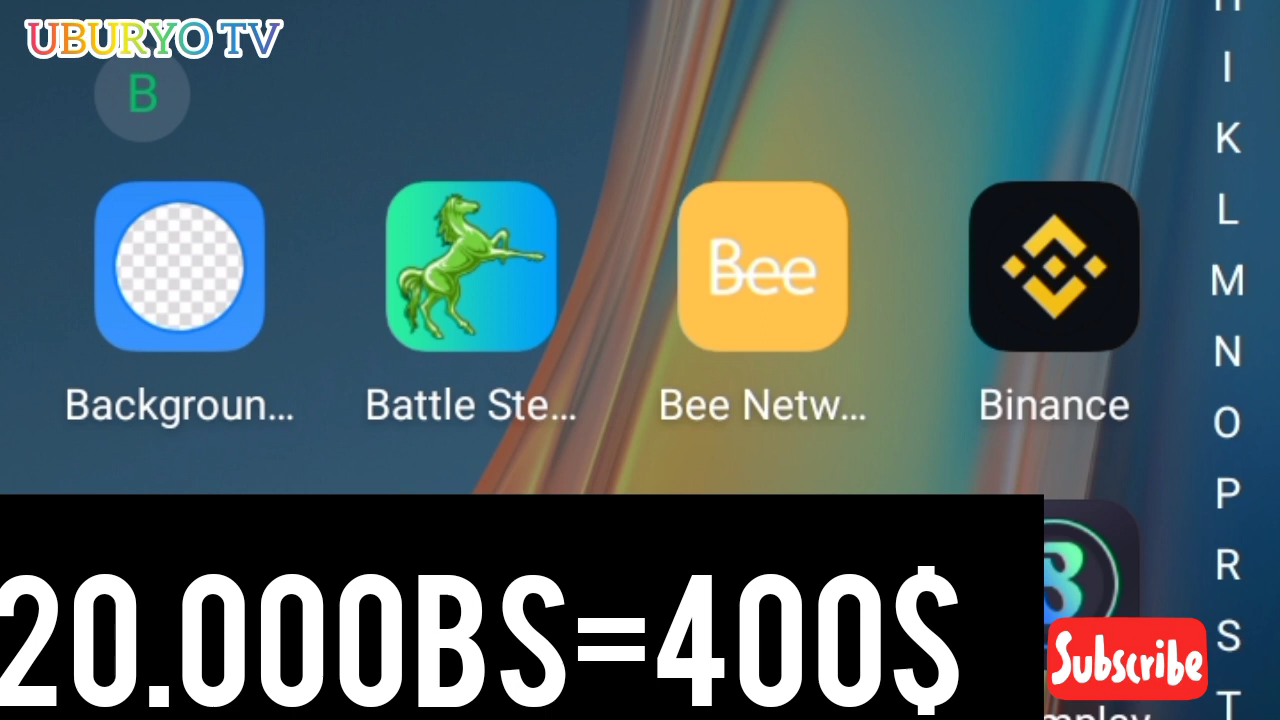 UBURYO TV
B
Backgroun...
Battle Ste...
Bee
Bee Netw...
Binance
20.000BS=400$
Subscribe
H
I
K
L
M
N
O
P
R
S
T